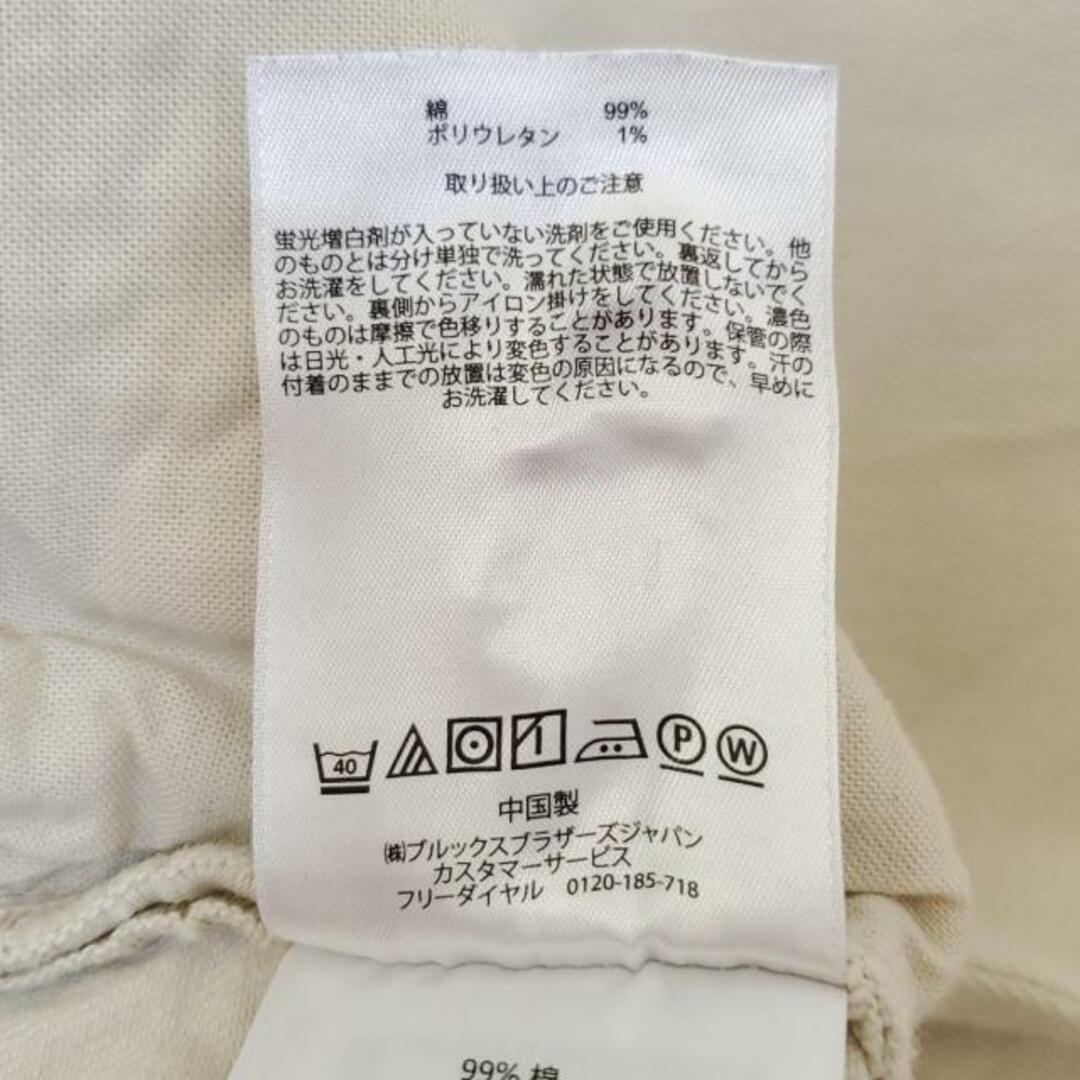 綿 99%
ポリウレタン 1%
取り扱い上のご注意
蛍光増白剤が入っていない洗剤をご使用ください。他
のものとは分け単独で洗ってください。裏返してから
お洗濯をしてください。濡れた状態で放置しないでく
ださい。裏側からアイロン掛けをしてください。濃色
のものは摩擦で色移りすることがあります。保管の際
は日光・人工光により変色することがあります。汗の
付着のままでの放置は変色の原因になるので、早めに
お洗濯してください。
40 P W
中国製
㈱ブルックスブラザーズジャパン
カスタマーサービス
フリーダイヤル 0120-185-718
99% 棉